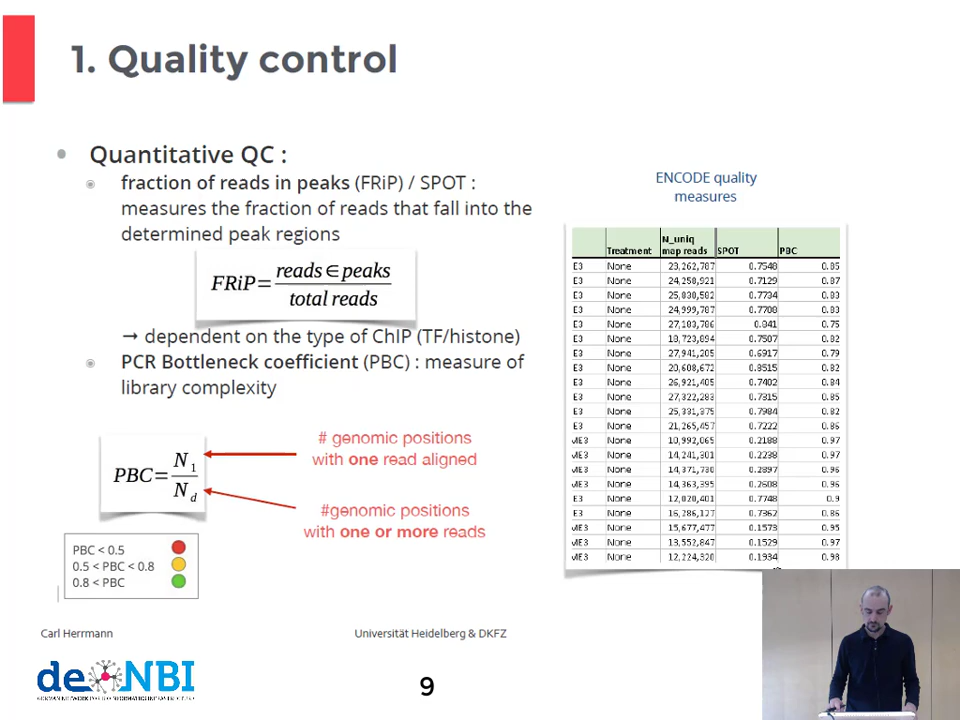 1. Quality control
Quantitative QC :
fraction of reads in peaks (FRiP) / SPOT :
measures the fraction of reads that fall into the
determined peak regions
FRiP= reads ∈ peaks
total reads
→ dependent on the type of ChIP (TF/histone)
PCR Bottleneck coefficient (PBC) : measure of
library complexity
PBC= N1
Nd
# genomic positions
with one read aligned
#genomic positions
with one or more reads
PBC < 0.5
0.5 < PBC < 0.8
0.8 < PBC
ENCODE quality
measures
Treatment N_uniq map reads SPOT PBC
E3 None 23,262,787 0.7548 0.85
E3 None 24,258,921 0.7129 0.87
E3 None 25,838,582 0.7734 0.83
E3 None 24,999,787 0.7788 0.83
E3 None 27,183,786 0.841 0.75
E3 None 18,723,894 0.7587 0.82
E3 None 27,941,205 0.6917 0.79
E3 None 20,608,672 0.8515 0.82
E3 None 26,921,405 0.7402 0.84
E3 None 27,322,283 0.7315 0.85
E3 None 25,331,375 0.7984 0.82
E3 None 21,265,457 0.7222 0.86
ME3 None 10,992,065 0.2188 0.97
ME3 None 14,241,301 0.2238 0.97
ME3 None 14,371,730 0.2897 0.96
ME3 None 14,363,395 0.2608 0.96
E3 None 12,020,401 0.7748 0.9
E3 None 16,286,127 0.7362 0.86
ME3 None 15,677,477 0.1573 0.95
ME3 None 13,552,847 0.1529 0.97
ME3 None 12,224,320 0.1934 0.98
Carl Herrmann
Universität Heidelberg & DKFZ
de NBI
9